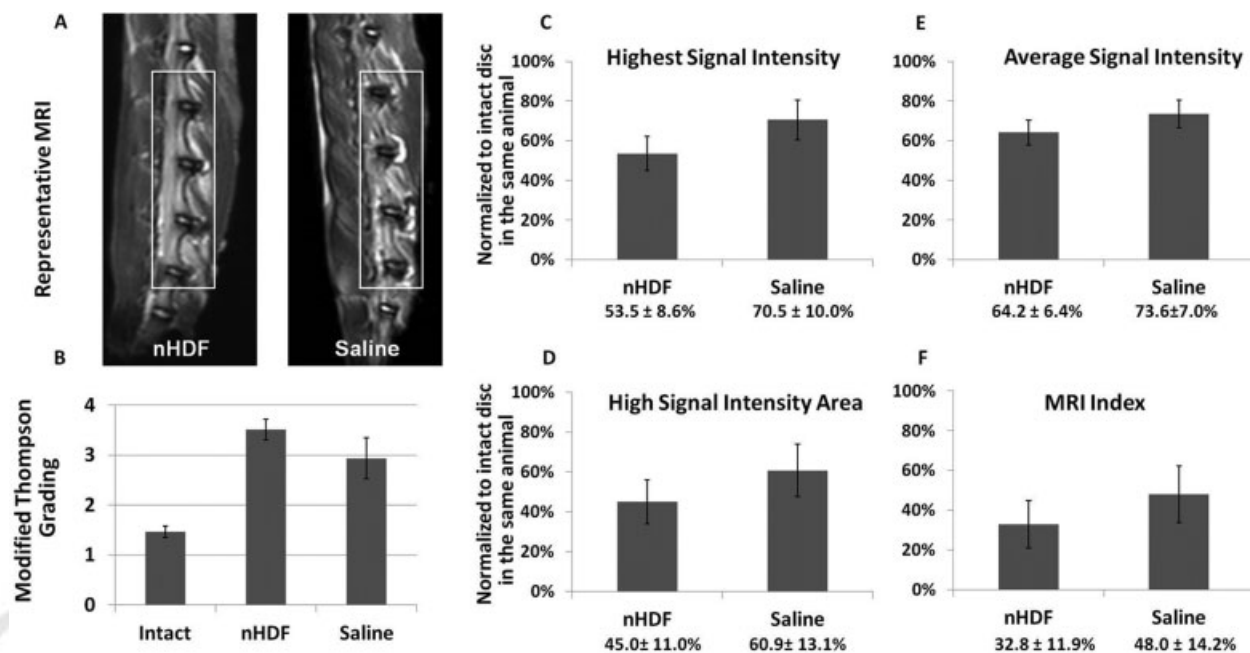 A
Representative MRI
nHDF
Saline
B
Modified Thompson
Grading
4
3
2
1
0
Intact
nHDF
Saline
C
Highest Signal Intensity
Normalized to intact disc
in the same animal
100%
80%
60%
40%
20%
0%
nHDF
Saline
53.5 ± 8.6%
70.5 ± 10.0%
D
High Signal Intensity Area
Normalized to intact disc
in the same animal
100%
80%
60%
40%
20%
0%
nHDF
Saline
45.0± 11.0%
60.9± 13.1%
E
Average Signal Intensity
100%
80%
60%
40%
20%
0%
nHDF
Saline
64.2 ± 6.4%
73.6±7.0%
F
MRI Index
100%
80%
60%
40%
20%
0%
nHDF
Saline
32.8 ± 11.9%
48.0 ± 14.2%